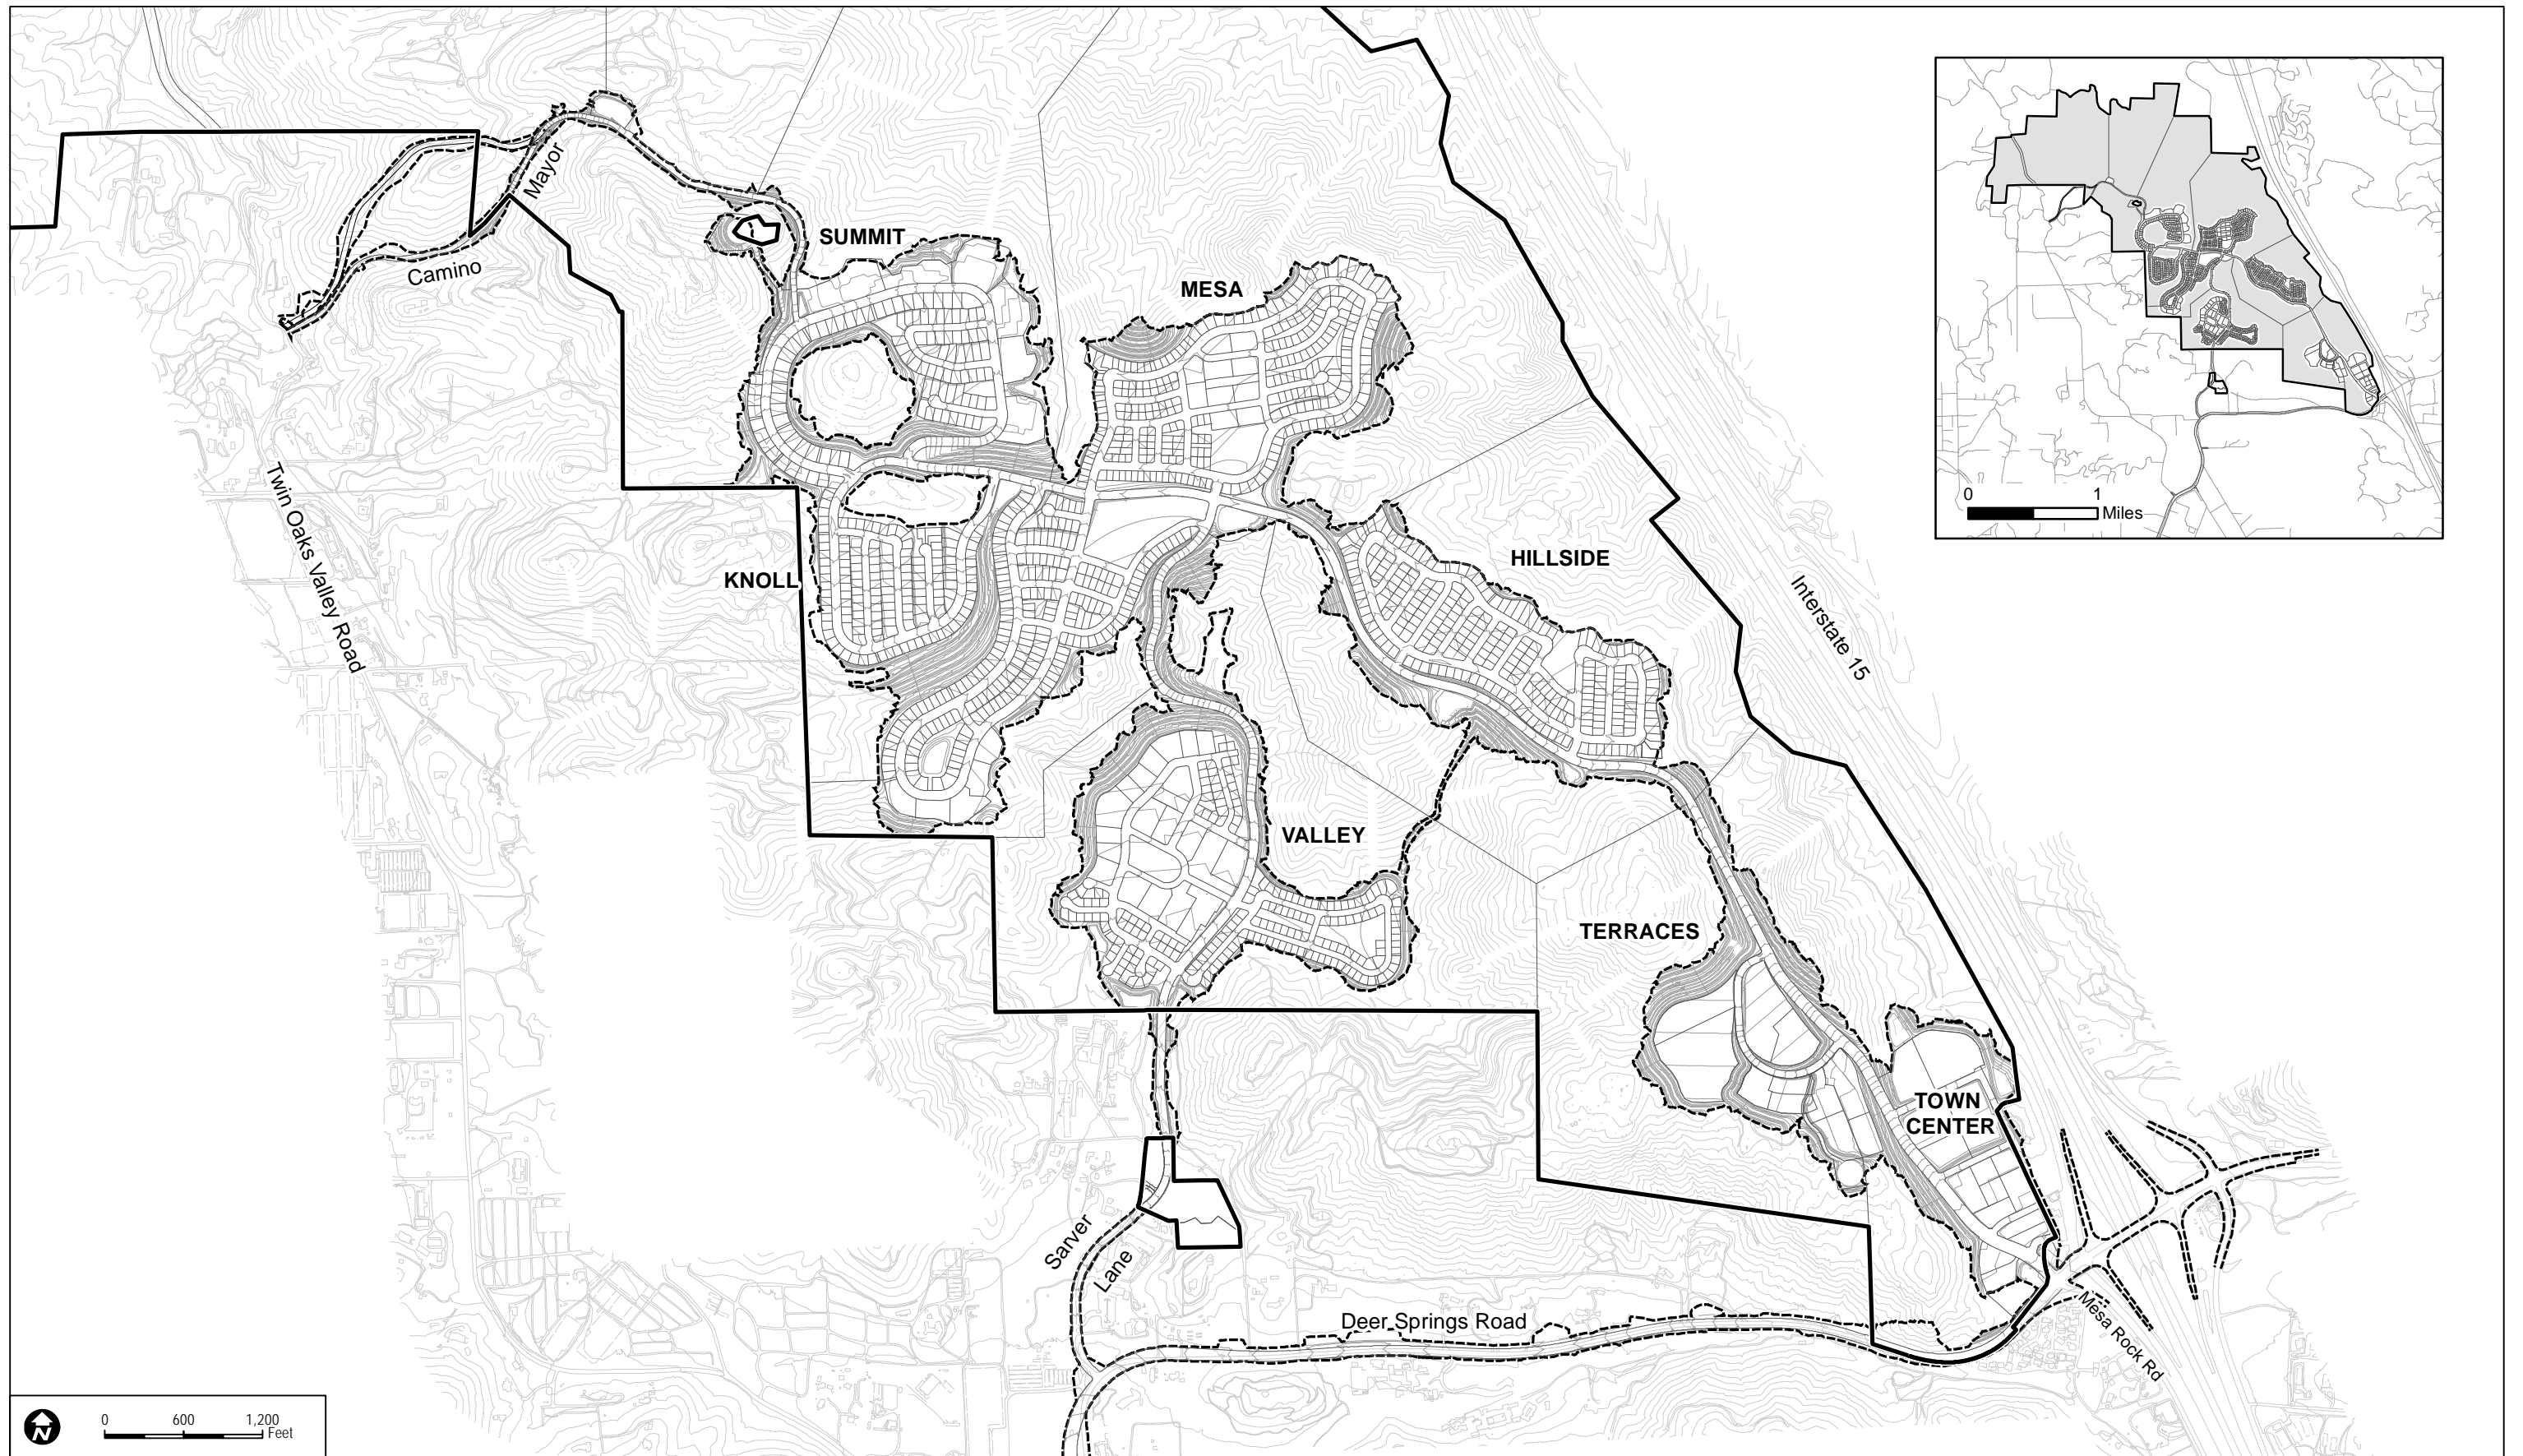 Mayor
Camino
SUMMIT
MESA
0 1
Miles
Twin Oaks Valley Road
KNOLL
HILLSIDE
Interstate 15
VALLEY
TERRACES
TOWN
CENTER
Sarver
Lane
Deer Springs Road
Mesa Rock Rd
N
0 600 1,200
Feet